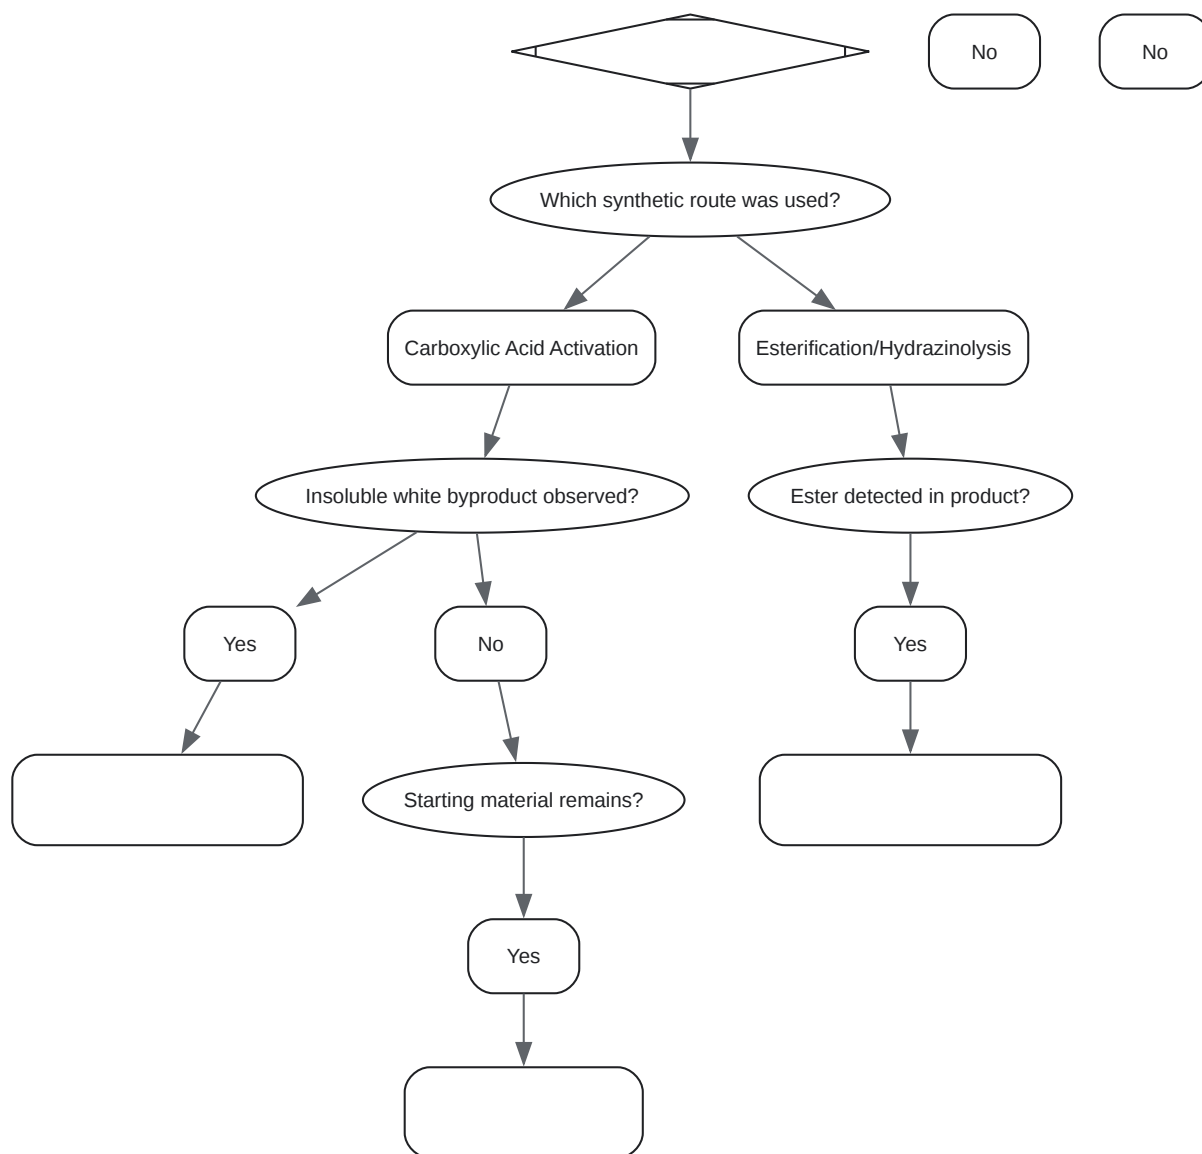 No
No
Which synthetic route was used?
Carboxylic Acid Activation
Esterification/Hydrazinolysis
Insoluble white byproduct observed?
Ester detected in product?
Yes
No
Yes
Starting material remains?
Yes